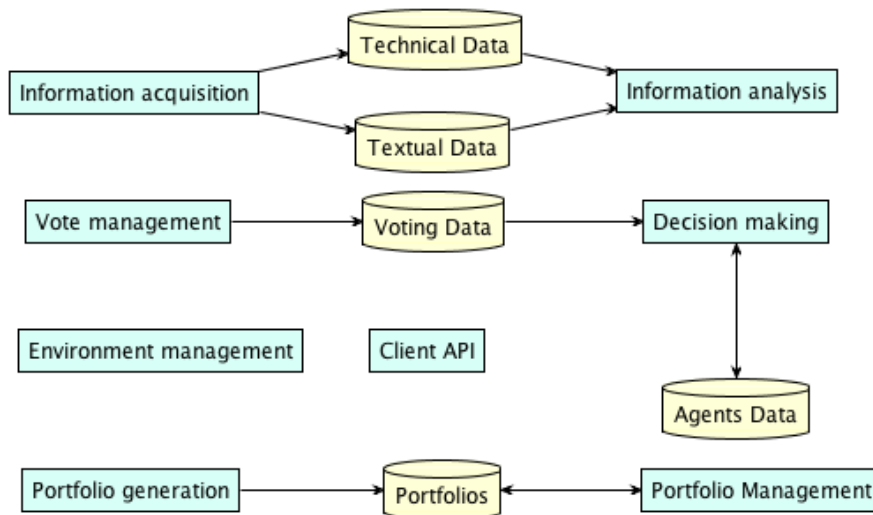 Technical Data
Information acquisition
Information analysis
Textual Data
Vote management
Voting Data
Decision making
Environment management
Client API
Agents Data
Portfolio generation
Portfolios
Portfolio Management